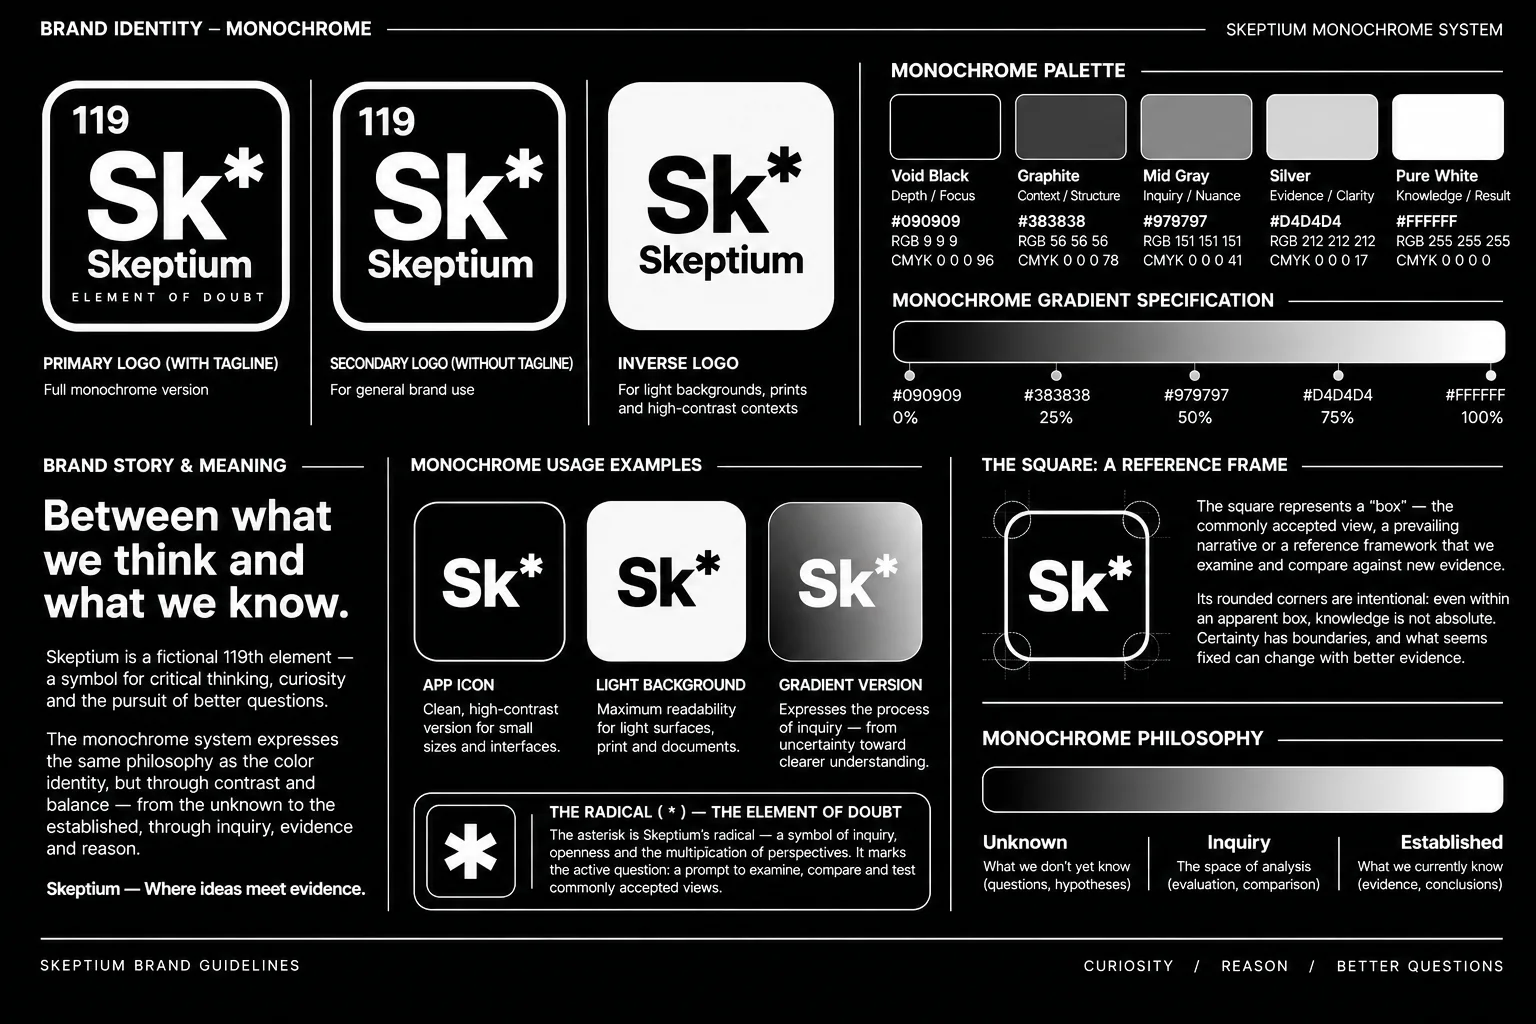 BRAND IDENTITY – MONOCHROME
SKEPTIUM MONOCHROME SYSTEM
119
Sk*
Skeptium
ELEMENT OF DOUBT
PRIMARY LOGO (WITH TAGLINE)
Full monochrome version
119
Sk*
Skeptium
SECONDARY LOGO (WITHOUT TAGLINE)
For general brand use
Sk*
Skeptium
INVERSE LOGO
For light backgrounds, prints
and high-contrast contexts
MONOCHROME PALETTE
Void Black
Depth / Focus
#090909
RGB 9 9 9
CMYK 0 0 0 96
Graphite
Context / Structure
#383838
RGB 56 56 56
CMYK 0 0 0 78
Mid Gray
Inquiry / Nuance
#979797
RGB 151 151 151
CMYK 0 0 0 41
Silver
Evidence / Clarity
#D4D4D4
RGB 212 212 212
CMYK 0 0 0 17
Pure White
Knowledge / Result
#FFFFFF
RGB 255 255 255
CMYK 0 0 0 0
MONOCHROME GRADIENT SPECIFICATION
#090909 #383838 #979797 #D4D4D4 #FFFFFF
0% 25% 50% 75% 100%
BRAND STORY & MEANING
Between what
we think and
what we know.
Skeptium is a fictional 119th element —
a symbol for critical thinking, curiosity
and the pursuit of better questions.
The monochrome system expresses
the same philosophy as the color
identity, but through contrast and
balance — from the unknown to the
established, through inquiry, evidence
and reason.
Skeptium — Where ideas meet evidence.
MONOCHROME USAGE EXAMPLES
Sk*
APP ICON
Clean, high-contrast
version for small
sizes and interfaces.
Sk*
LIGHT BACKGROUND
Maximum readability
for light surfaces,
print and documents.
Sk*
GRADIENT VERSION
Expresses the process
of inquiry — from
uncertainty toward
clearer understanding.
*
THE RADICAL ( * ) — THE ELEMENT OF DOUBT
The asterisk is Skeptium's radical — a symbol of inquiry,
openness and the multipïcation of perspectives. It marks
the active question: a prompt to examine, compare and test
commonly accepted views.
THE SQUARE: A REFERENCE FRAME
Sk*
The square represents a “box” — the
commonly accepted view, a prevailing
narrative or a reference framework that we
examine and compare against new evidence.
Its rounded corners are intentional: even within
an apparent box, knowledge is not absolute.
Certainty has boundaries, and what seems
fixed can change with better evidence.
MONOCHROME PHILOSOPHY
Unknown
What we don't yet know
(questions, hypotheses)
Inquiry
The space of analysis
(evaluation, comparison)
Established
What we currently know
(evidence, conclusions)
SKEPTIUM BRAND GUIDELINES
CURIOSITY / REASON / BETTER QUESTIONS